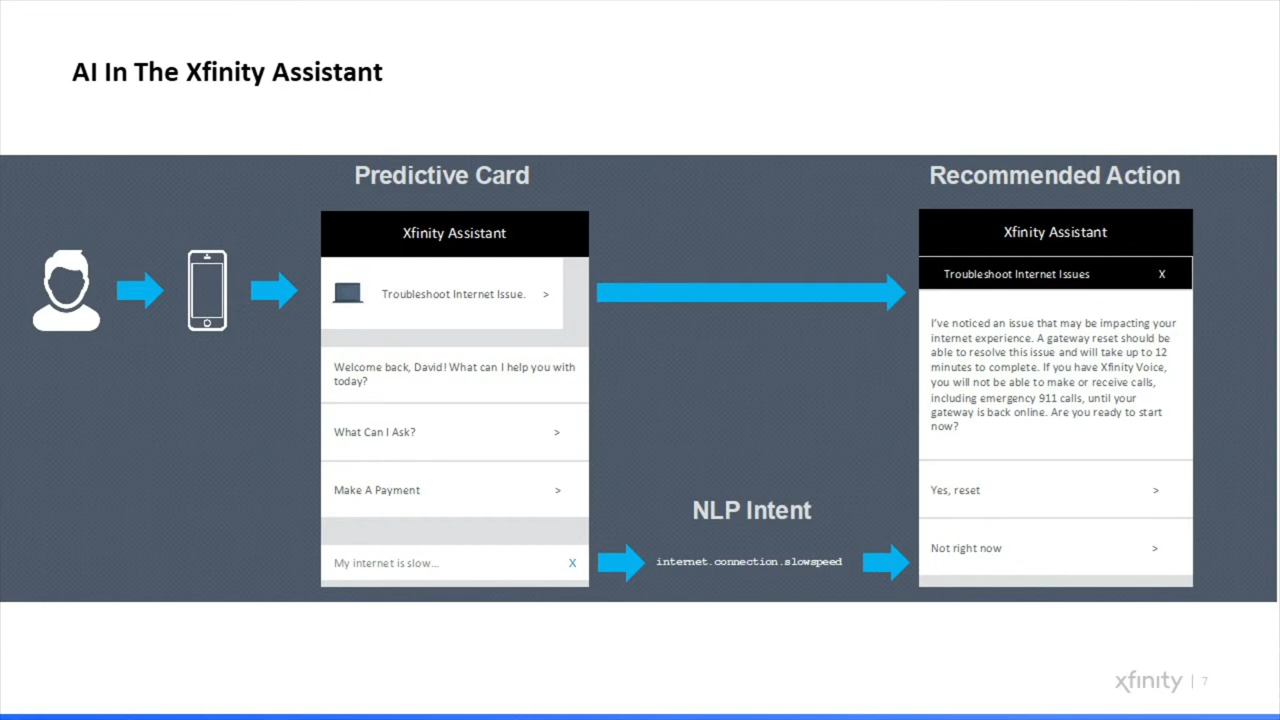 AI In The Xfinity Assistant
Predictive Card
Xfinity Assistant
Troubleshoot Internet Issue. >
Welcome back, David! What can I help you with
today?
What Can I Ask? >
Make A Payment >
My internet is slow... X
NLP Intent
internet.connection.slowspeed
Recommended Action
Xfinity Assistant
Troubleshoot Internet Issues X
I've noticed an issue that may be impacting your
internet experience. A gateway reset should be
able to resolve this issue and will take up to 12
minutes to complete. If you have Xfinity Voice,
you will not be able to make or receive calls,
including emergency 911 calls, until your
gateway is back online. Are you ready to start
now?
Yes, reset >
Not right now >
xfinity | 7